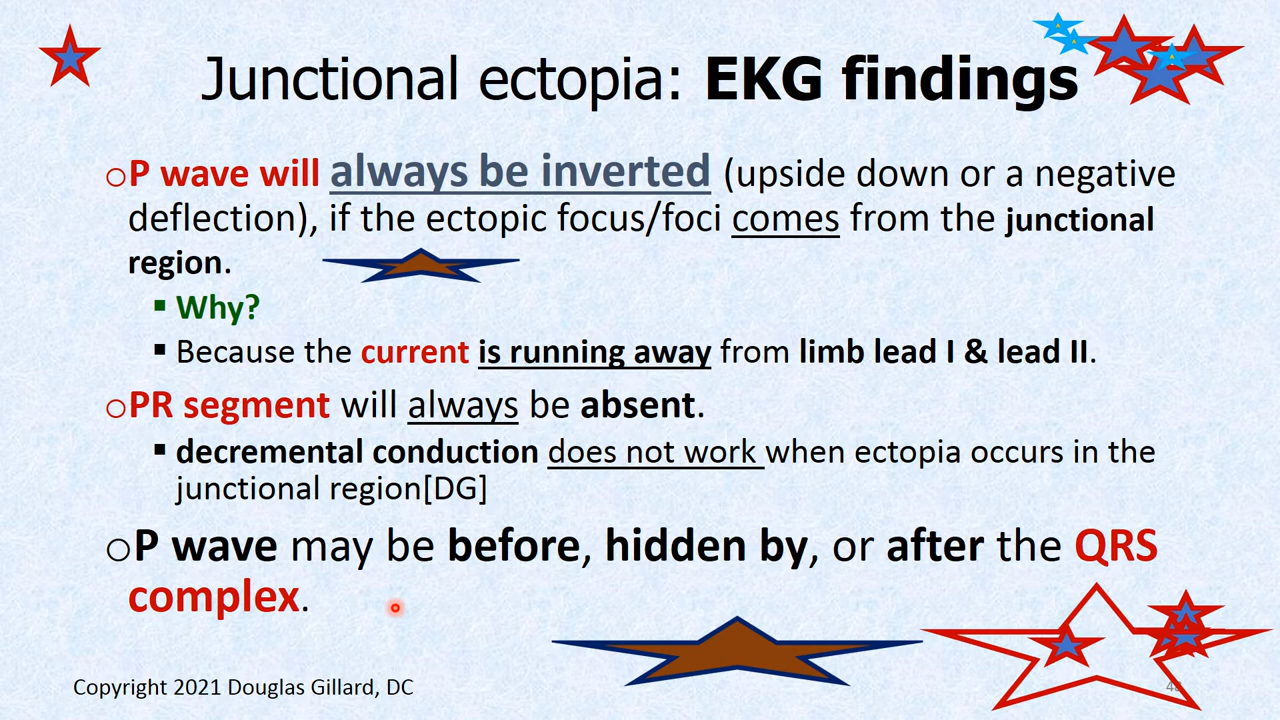 Junctional ectopia: EKG findings
P wave will always be inverted (upside down or a negative
deflection), if the ectopic focus/foci comes from the junctional
region.
Why?
Because the current is running away from limb lead I & lead II.
PR segment will always be absent.
decremental conduction does not work when ectopia occurs in the
junctional region[DG]
P wave may be before, hidden by, or after the QRS
complex.
Copyright 2021 Douglas Gillard, DC